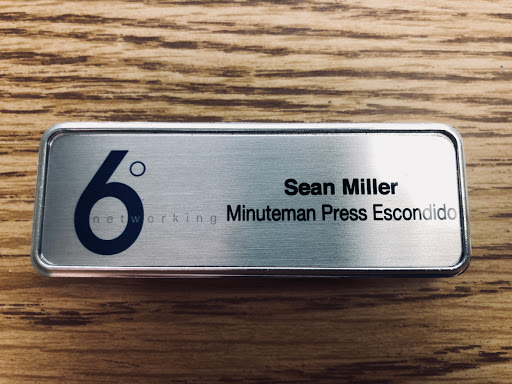 6°
networking
Sean Miller
Minuteman Press Escondido